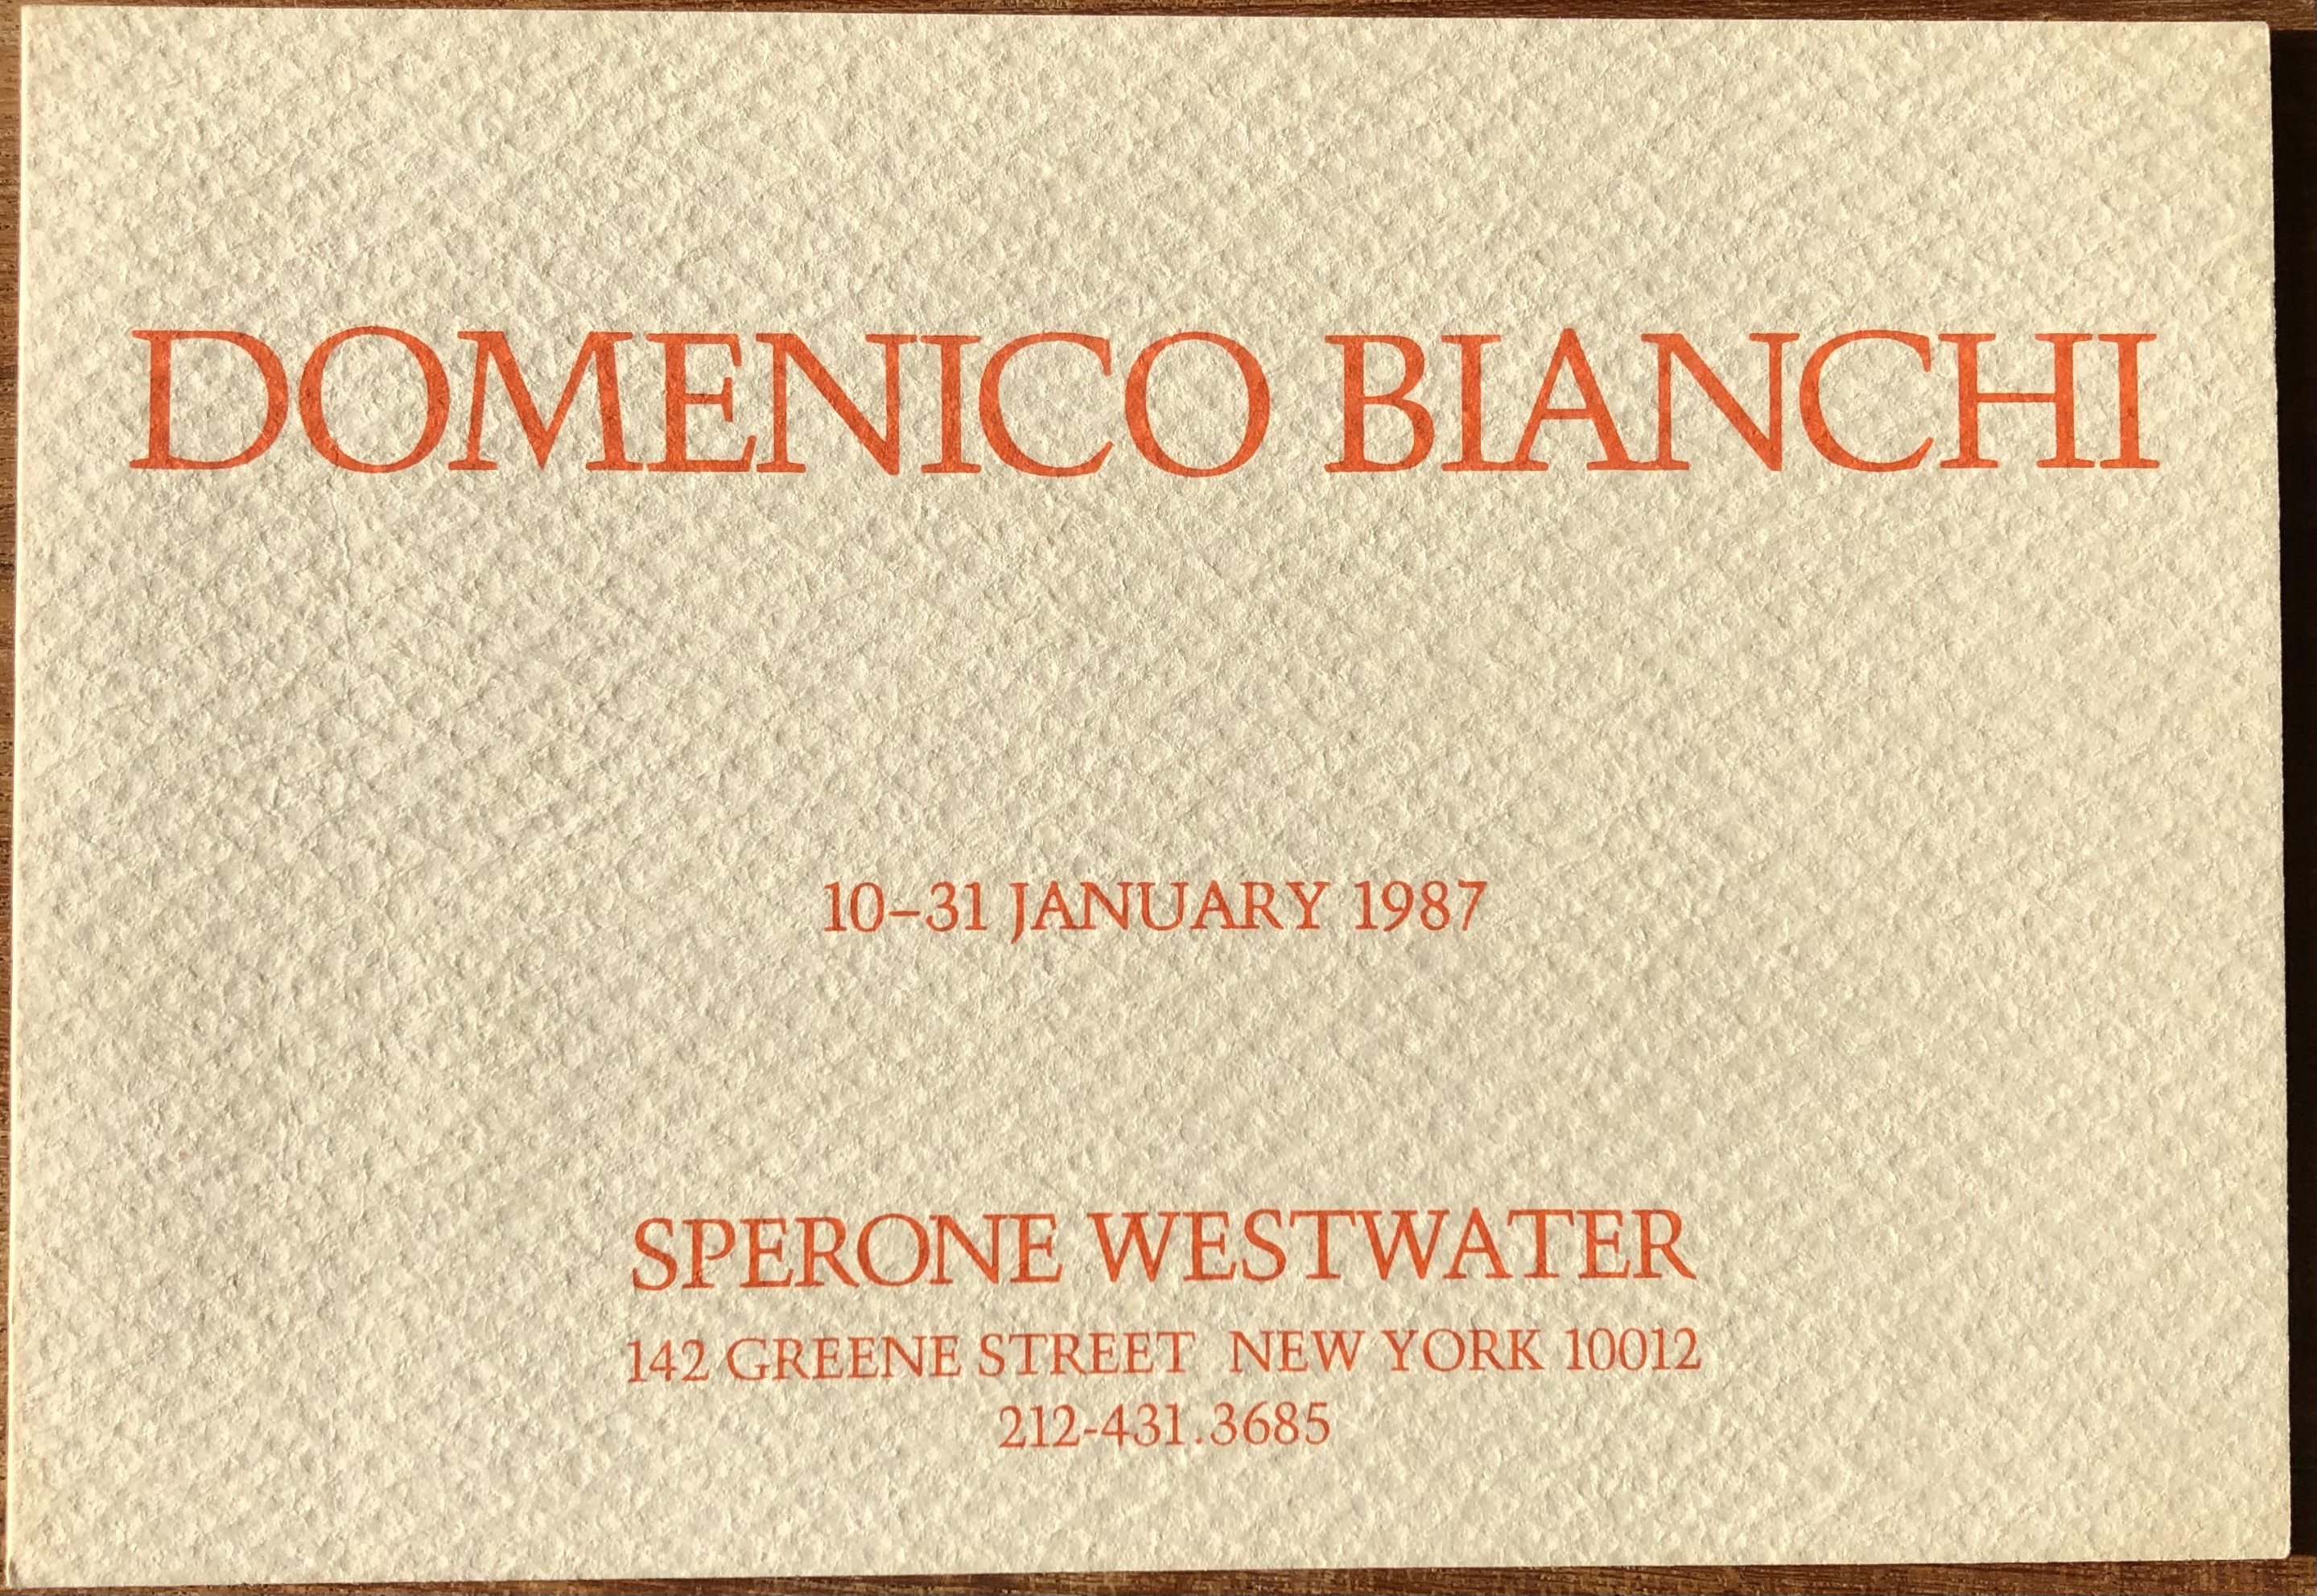 DOMENICO BIANCHI
10–31 JANUARY 1987
SPERONE WESTWATER
142 GREENE STREET NEW YORK 10012
212-431.3685